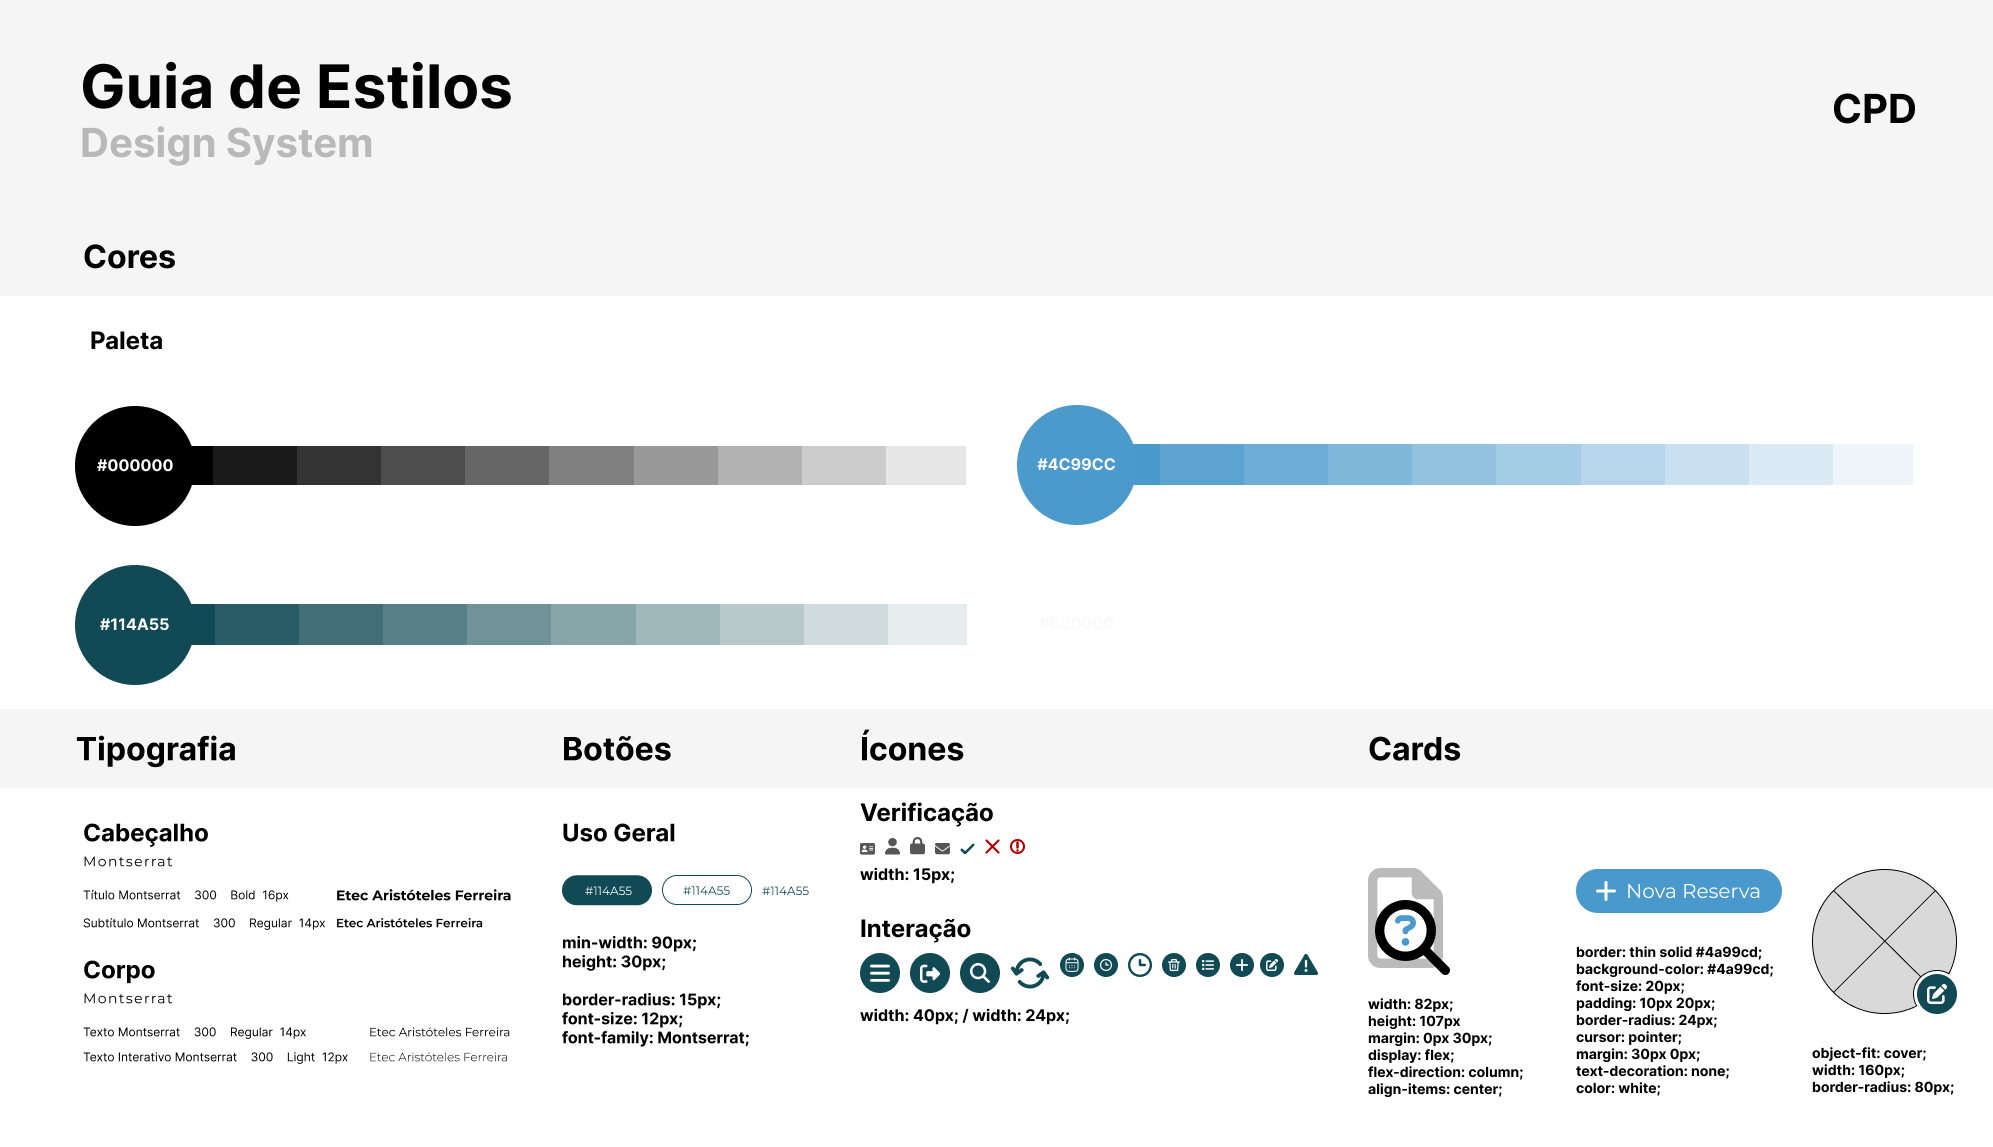 Guia de Estilos
Design System
CPD
Cores
Paleta
#000000
#4C99CC
#114A55
#820000
Tipografia
Botões
Ícones
Cards
Cabeçalho
Montserrat
Título Montserrat 300 Bold 16px Etec Aristóteles Ferreira
Subtítulo Montserrat 300 Regular 14px Etec Aristóteles Ferreira
Corpo
Montserrat
Texto Montserrat 300 Regular 14px Etec Aristóteles Ferreira
Texto Interativo Montserrat 300 Light 12px Etec Aristóteles Ferreira
Uso Geral
#114A55 #114A55 #114A55
min-width: 90px;
height: 30px;
border-radius: 15px;
font-size: 12px;
font-family: Montserrat;
Verificação
width: 15px;
Interação
width: 40px; / width: 24px;
?
width: 82px;
height: 107px
margin: 0px 30px;
display: flex;
flex-direction: column;
align-items: center;
Nova Reserva
border: thin solid #4a99cd;
background-color: #4a99cd;
font-size: 20px;
padding: 10px 20px;
border-radius: 24px;
cursor: pointer;
margin: 30px 0px;
text-decoration: none;
color: white;
object-fit: cover;
width: 160px;
border-radius: 80px;